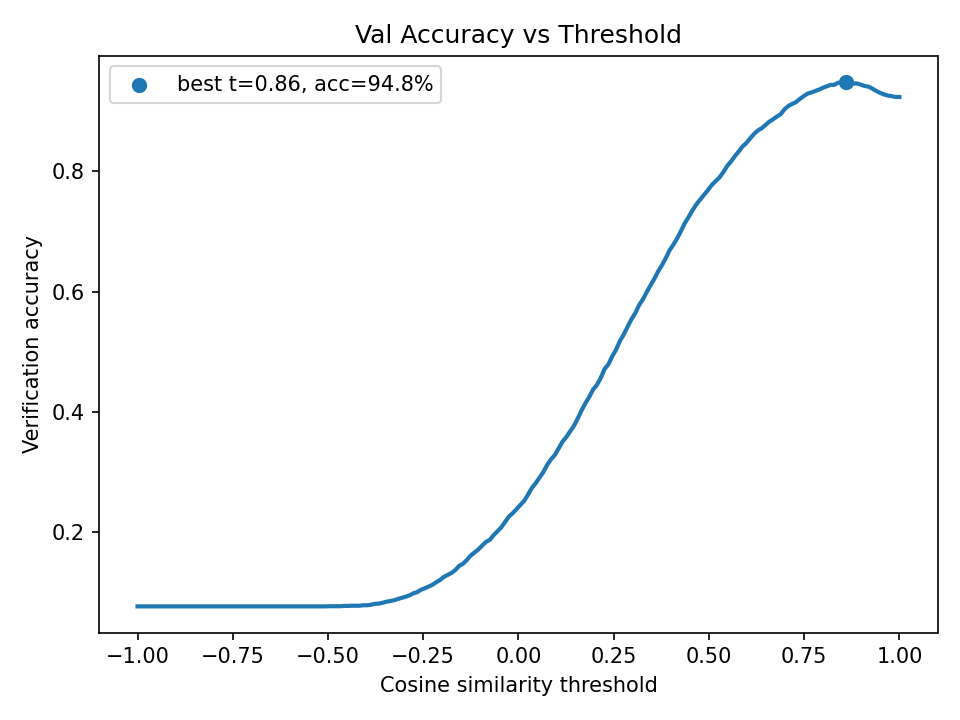 Val Accuracy vs Threshold
best t=0.86, acc=94.8%
Verification accuracy
0.8
0.6
0.4
0.2
−1.00 −0.75 −0.50 −0.25 0.00 0.25 0.50 0.75 1.00
Cosine similarity threshold